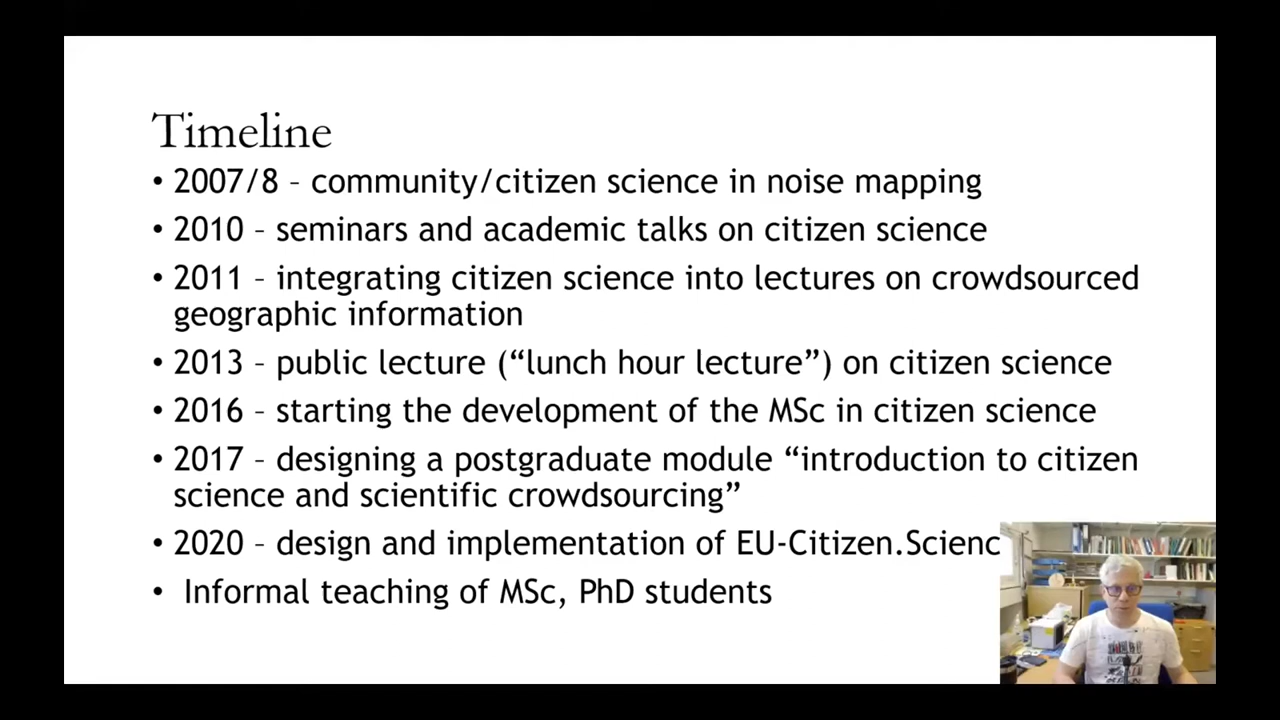 Timeline
• 2007/8 – community/citizen science in noise mapping
• 2010 – seminars and academic talks on citizen science
• 2011 – integrating citizen science into lectures on crowdsourced
geographic information
• 2013 – public lecture (“lunch hour lecture”) on citizen science
• 2016 – starting the development of the MSc in citizen science
• 2017 – designing a postgraduate module “introduction to citizen
science and scientific crowdsourcing”
• 2020 – design and implementation of EU-Citizen.Scienc
• Informal teaching of MSc, PhD students